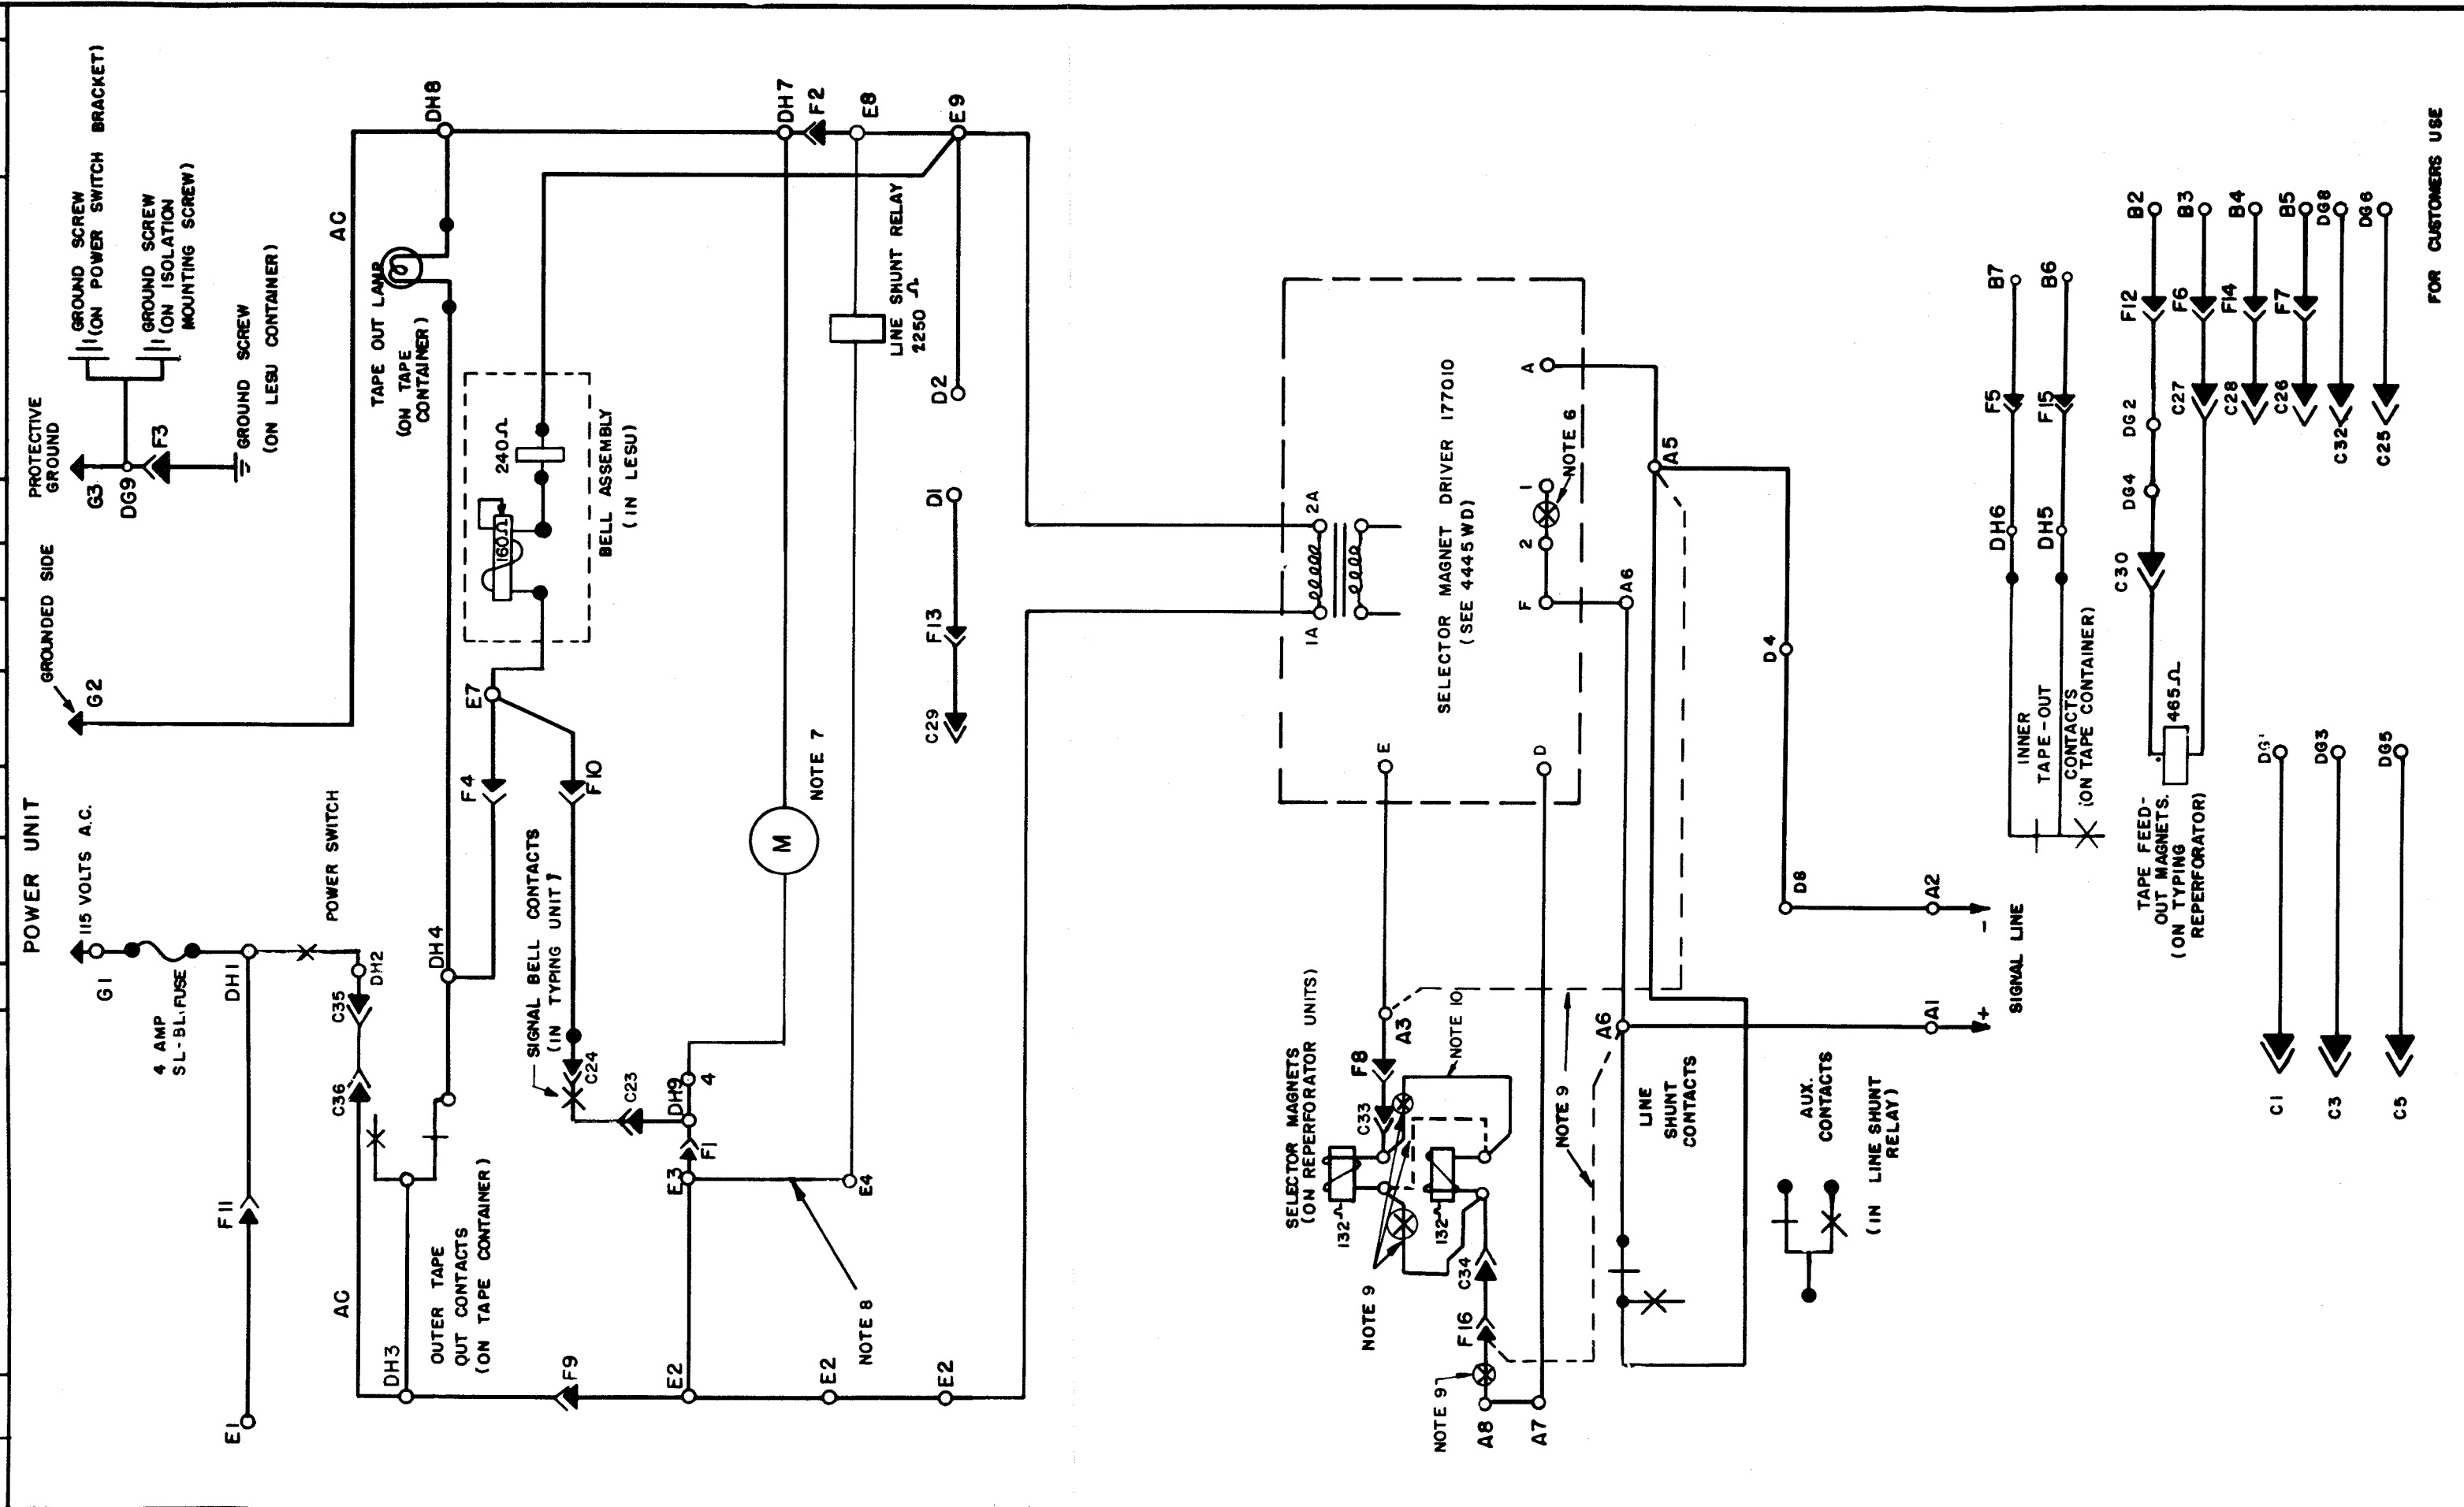 POWER UNIT
PROTECTIVE
GROUND
G3
DG9
F3
GROUND SCREW
(ON POWER SWITCH BRACKET)
GROUND SCREW
(ON ISOLATION
MOUNTING SCREW)
GROUND SCREW
(ON LESU CONTAINER)
GROUNDED SIDE
G2
115 VOLTS A.C.
G1
4 AMP
SL-BL. FUSE
DH1
POWER SWITCH
DH2
C35
C36
F11
E1
AC
AC
DH8
TAPE OUT LAMP
(ON TAPE
CONTAINER)
DH4
DH3
OUTER TAPE
OUT CONTACTS
(ON TAPE CONTAINER)
240Ω
160Ω
BELL ASSEMBLY
(IN LESU)
E7
F4
F10
SIGNAL BELL CONTACTS
(IN TYPING UNIT)
C24
C23
DH9
4
F1
E3
E4
F9
E2
E2
E2
NOTE 8
M
NOTE 7
DH7
F2
E8
E9
LINE SHUNT RELAY
2250 Ω
D2
D1
F13
C29
1A
2A
SELECTOR MAGNET DRIVER 177010
(SEE 4445WD)
A
1
2
F
NOTE 6
E
D
A5
A6
D4
D8
A2
-
SIGNAL LINE
A1
+
A6
A3
F8
C33
SELECTOR MAGNETS
(ON REPERFORATOR UNITS)
132Ω
132Ω
NOTE 10
NOTE 9
NOTE 9
NOTE 9
C34
F16
A8
A7
LINE
SHUNT
CONTACTS
AUX.
CONTACTS
(IN LINE SHUNT
RELAY)
B7
F5
DH6
B6
F15
DH5
INNER
TAPE-OUT
CONTACTS
(ON TAPE CONTAINER)
B2
F12
DG2
DG4
C30
465Ω
TAPE FEED-
OUT MAGNETS.
(ON TYPING
REPERFORATOR)
B3
F6
C27
B4
F14
C28
B5
F7
C26
DG8
C32
DG6
C25
DG1
C1
DG3
C3
DG5
C5
FOR CUSTOMERS USE